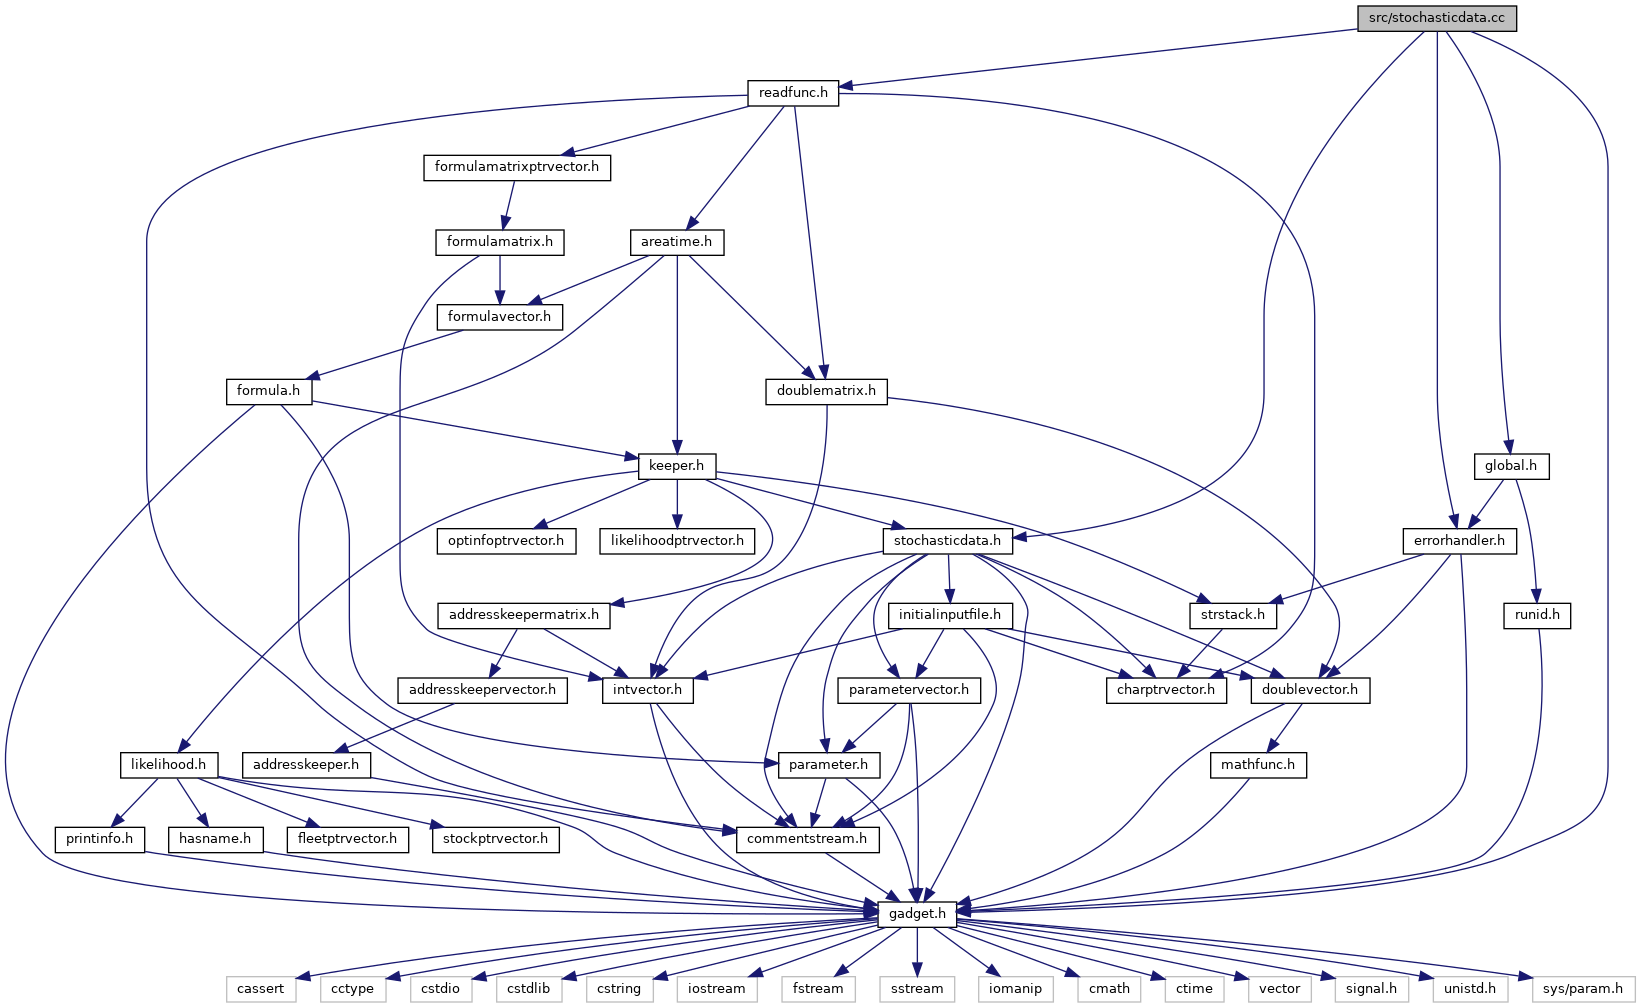 src/stochasticdata.cc
readfunc.h
formulamatrixptrvector.h
formulamatrix.h
areatime.h
formulavector.h
formula.h
doublematrix.h
keeper.h
global.h
optinfoptrvector.h
likelihoodptrvector.h
stochasticdata.h
errorhandler.h
addresskeepermatrix.h
initialinputfile.h
strstack.h
runid.h
addresskeepervector.h
intvector.h
parametervector.h
charptrvector.h
doublevector.h
likelihood.h
addresskeeper.h
parameter.h
mathfunc.h
printinfo.h
hasname.h
fleetptrvector.h
stockptrvector.h
commentstream.h
gadget.h
cassert
cctype
cstdio
cstdlib
cstring
iostream
fstream
sstream
iomanip
cmath
ctime
vector
signal.h
unistd.h
sys/param.h